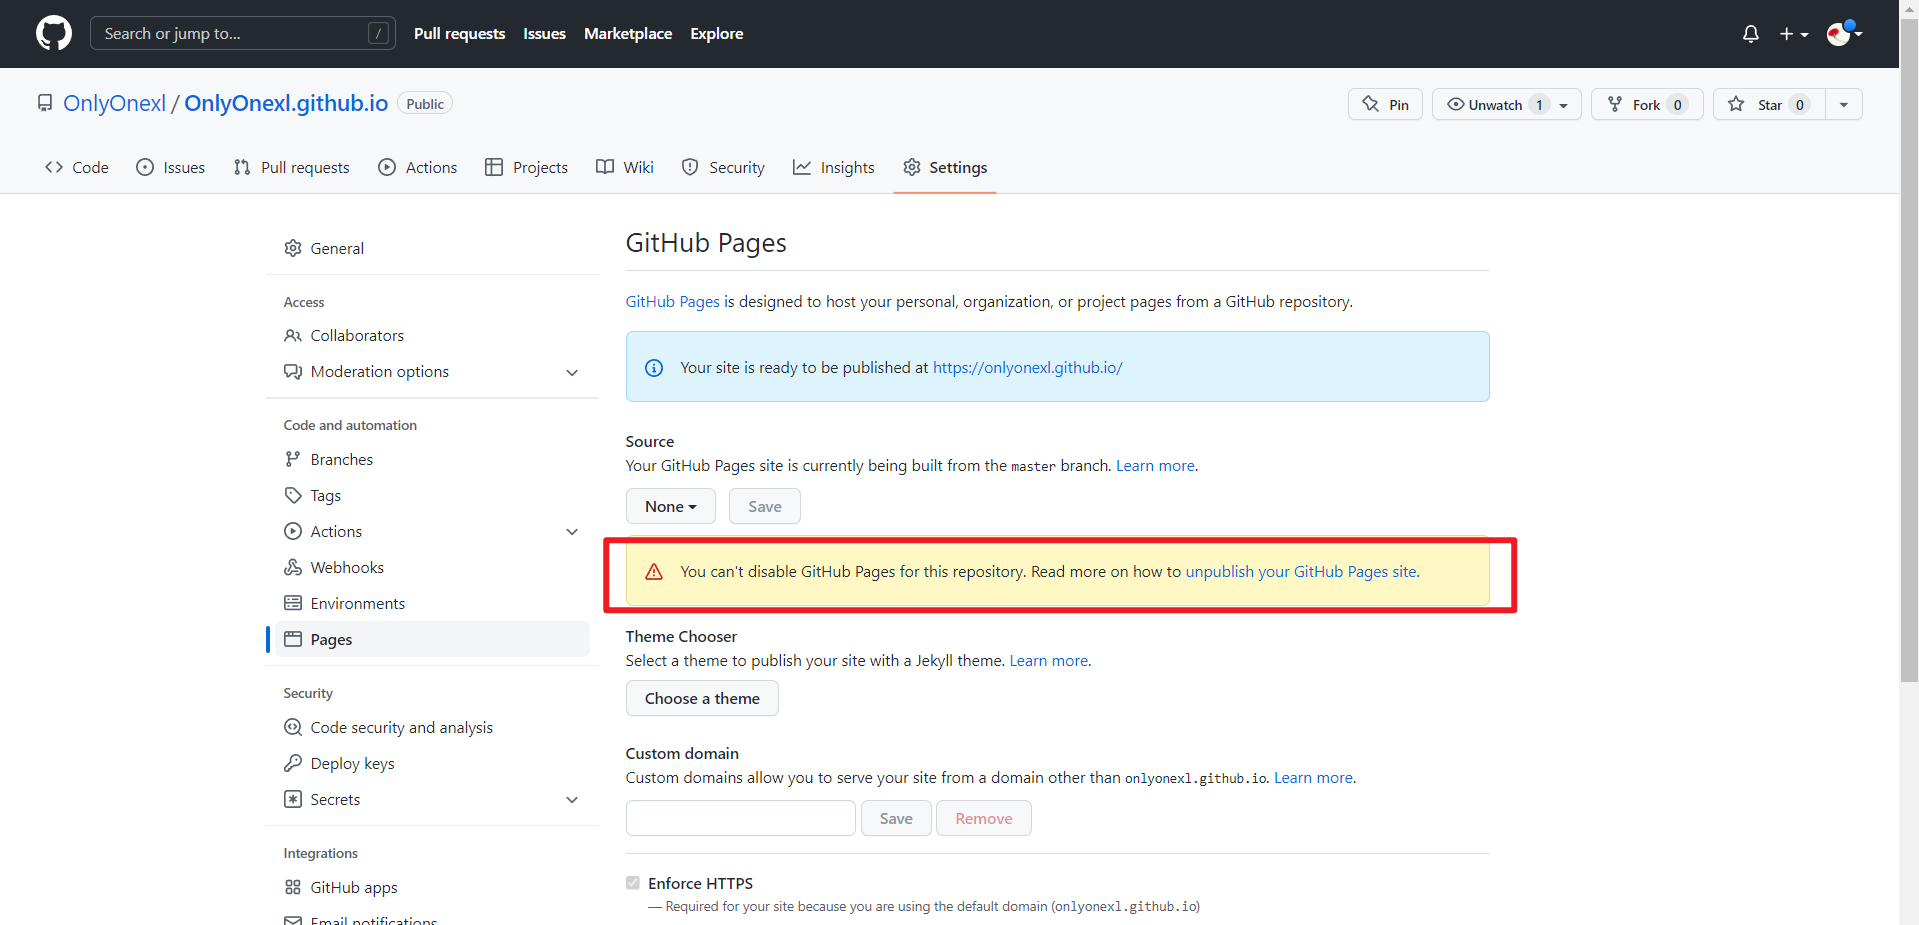 Search or jump to... /
Pull requests Issues Marketplace Explore
OnlyOnexl / OnlyOnexl.github.io Public
Pin Unwatch 1 Fork 0 Star 0
Code Issues Pull requests Actions Projects Wiki Security Insights Settings
General
Access
Collaborators
Moderation options
Code and automation
Branches
Tags
Actions
Webhooks
Environments
Pages
Security
Code security and analysis
Deploy keys
Secrets
Integrations
GitHub apps
Email notifications
GitHub Pages
GitHub Pages is designed to host your personal, organization, or project pages from a GitHub repository.
Your site is ready to be published at https://onlyonexl.github.io/
Source
Your GitHub Pages site is currently being built from the master branch. Learn more.
None Save
You can't disable GitHub Pages for this repository. Read more on how to unpublish your GitHub Pages site.
Theme Chooser
Select a theme to publish your site with a Jekyll theme. Learn more.
Choose a theme
Custom domain
Custom domains allow you to serve your site from a domain other than onlyonexl.github.io. Learn more.
Save Remove
Enforce HTTPS
— Required for your site because you are using the default domain (onlyonexl.github.io)